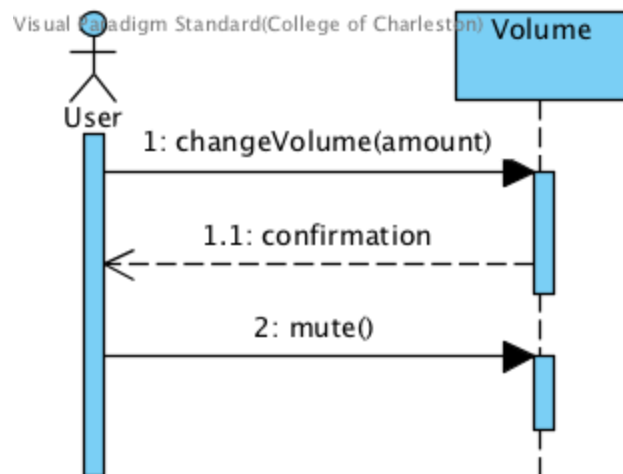 Visual Paradigm Standard(College of Charleston)
Volume
User
1: changeVolume(amount)
1.1: confirmation
2: mute()